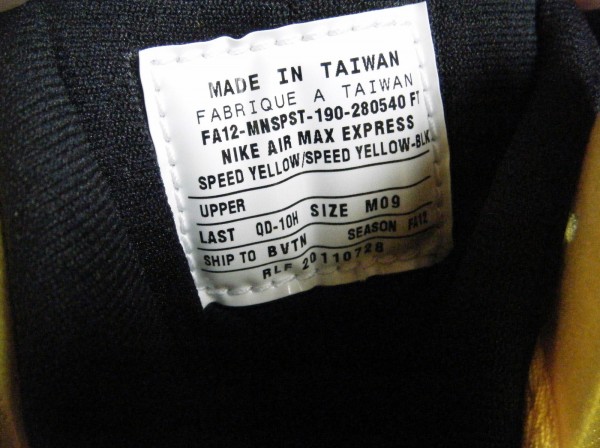 MADE IN TAIWAN
FABRIQUE A TAIWAN
FA12-MNSPST-190-280540 FT
NIKE AIR MAX EXPRESS
SPEED YELLOW/SPEED YELLOW-BLK
UPPER
LAST QD-10H SIZE M09
SHIP TO BVTN SEASON FA12
RLF 20110728